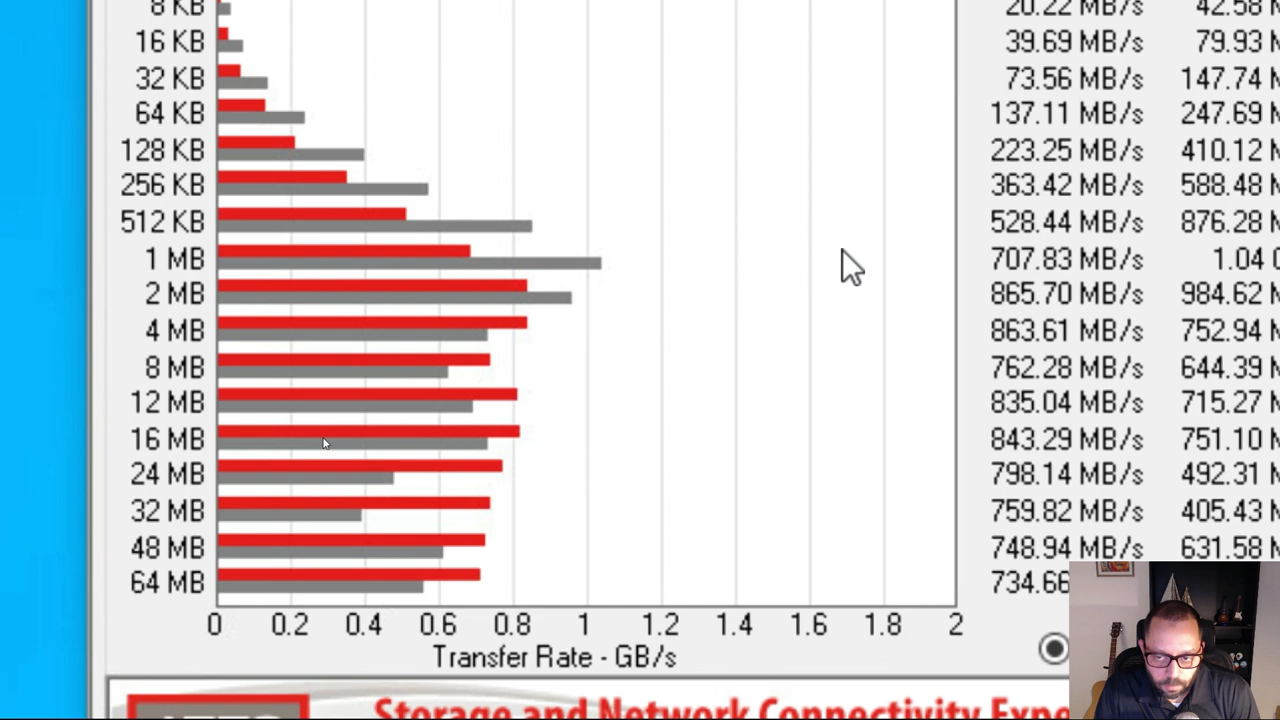 8 KB 20.22 MB/s 42.58
16 KB 39.69 MB/s 79.93
32 KB 73.56 MB/s 147.74
64 KB 137.11 MB/s 247.69
128 KB 223.25 MB/s 410.12
256 KB 363.42 MB/s 588.48
512 KB 528.44 MB/s 876.28
1 MB 707.83 MB/s 1.04
2 MB 865.70 MB/s 984.62
4 MB 863.61 MB/s 752.94
8 MB 762.28 MB/s 644.39
12 MB 835.04 MB/s 715.27
16 MB 843.29 MB/s 751.10
24 MB 798.14 MB/s 492.31
32 MB 759.82 MB/s 405.43
48 MB 748.94 MB/s 631.58
64 MB 734.66
0 0.2 0.4 0.6 0.8 1 1.2 1.4 1.6 1.8 2
Transfer Rate - GB/s
Storage and Network Connectivity Expe